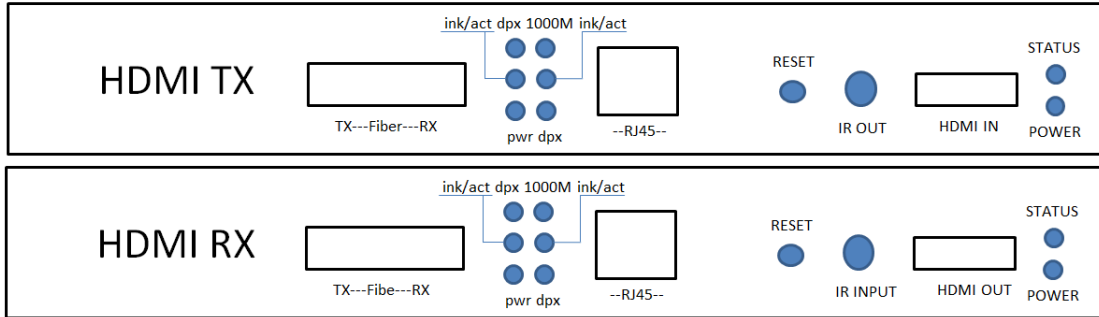 ink/act dpx 1000M ink/act
STATUS
RESET
HDMI TX
TX---Fiber---RX
pwr dpx
--RJ45--
IR OUT
HDMI IN
POWER
ink/act dpx 1000M ink/act
STATUS
RESET
HDMI RX
TX---Fibe---RX
pwr dpx
--RJ45--
IR INPUT
HDMI OUT
POWER